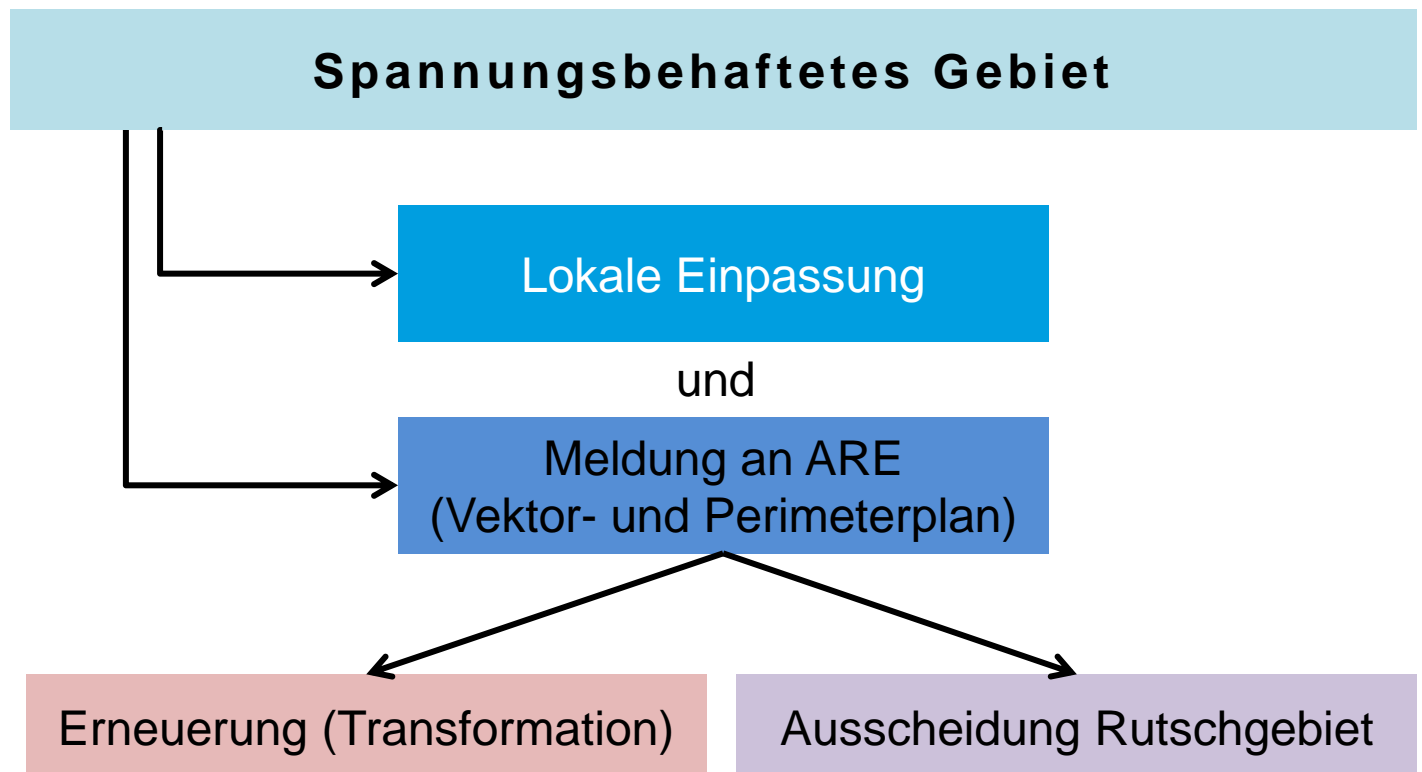 Spannungsbehaftetes Gebiet
Lokale Einpassung
und
Meldung an ARE
(Vektor- und Perimeterplan)
Erneuerung (Transformation)
Ausscheidung Rutschgebiet